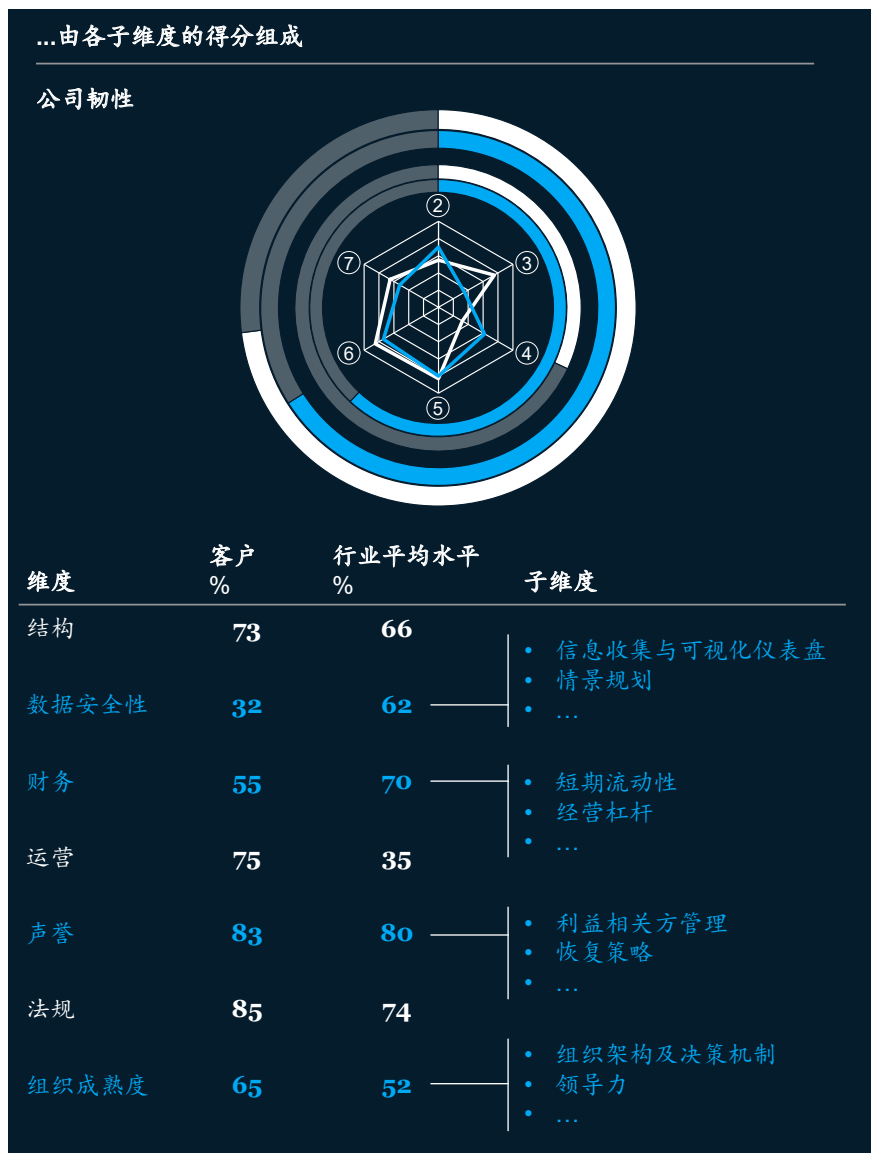 ...由各子维度的得分组成
公司韧性
②
⑦ ③
⑥ ④
⑤
客户 行业平均水平
维度 % % 子维度
结构 73 66
• 信息收集与可视化仪表盘
• 情景规划
数据安全性 32 62
• ...
财务 55 70
• 短期流动性
• 经营杠杆
• ...
运营 75 35
• 利益相关方管理
声誉 83 80
• 恢复策略
• ...
法规 85 74
• 组织架构及决策机制
组织成熟度 65 52
• 领导力
• ...